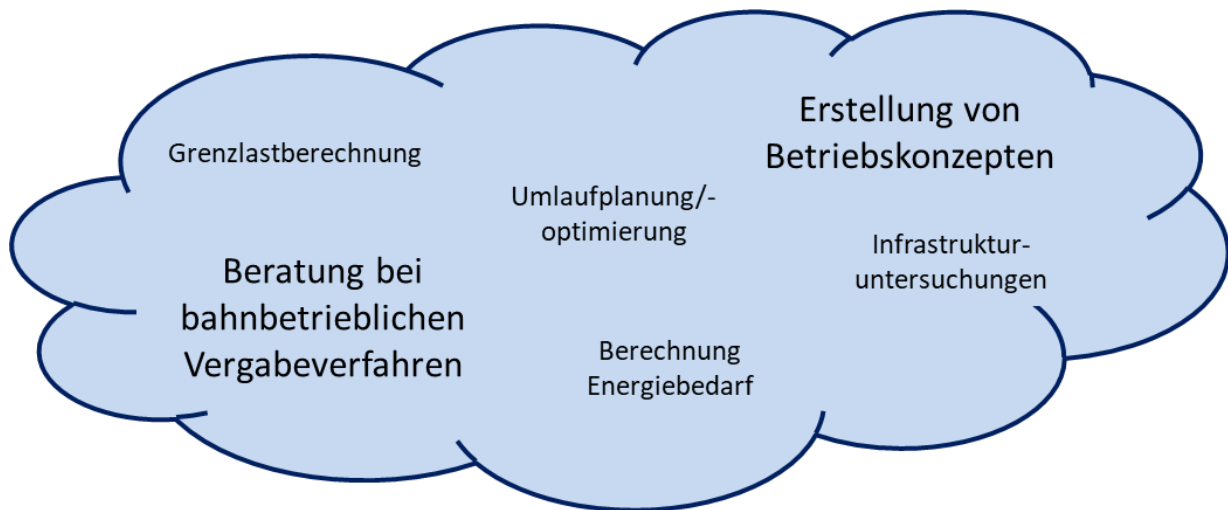 Grenzlastberechnung
Erstellung von
Betriebskonzepten
Umlaufplanung/-
optimierung
Infrastruktur-
untersuchungen
Beratung bei
bahnbetrieblichen
Vergabeverfahren
Berechnung
Energiebedarf